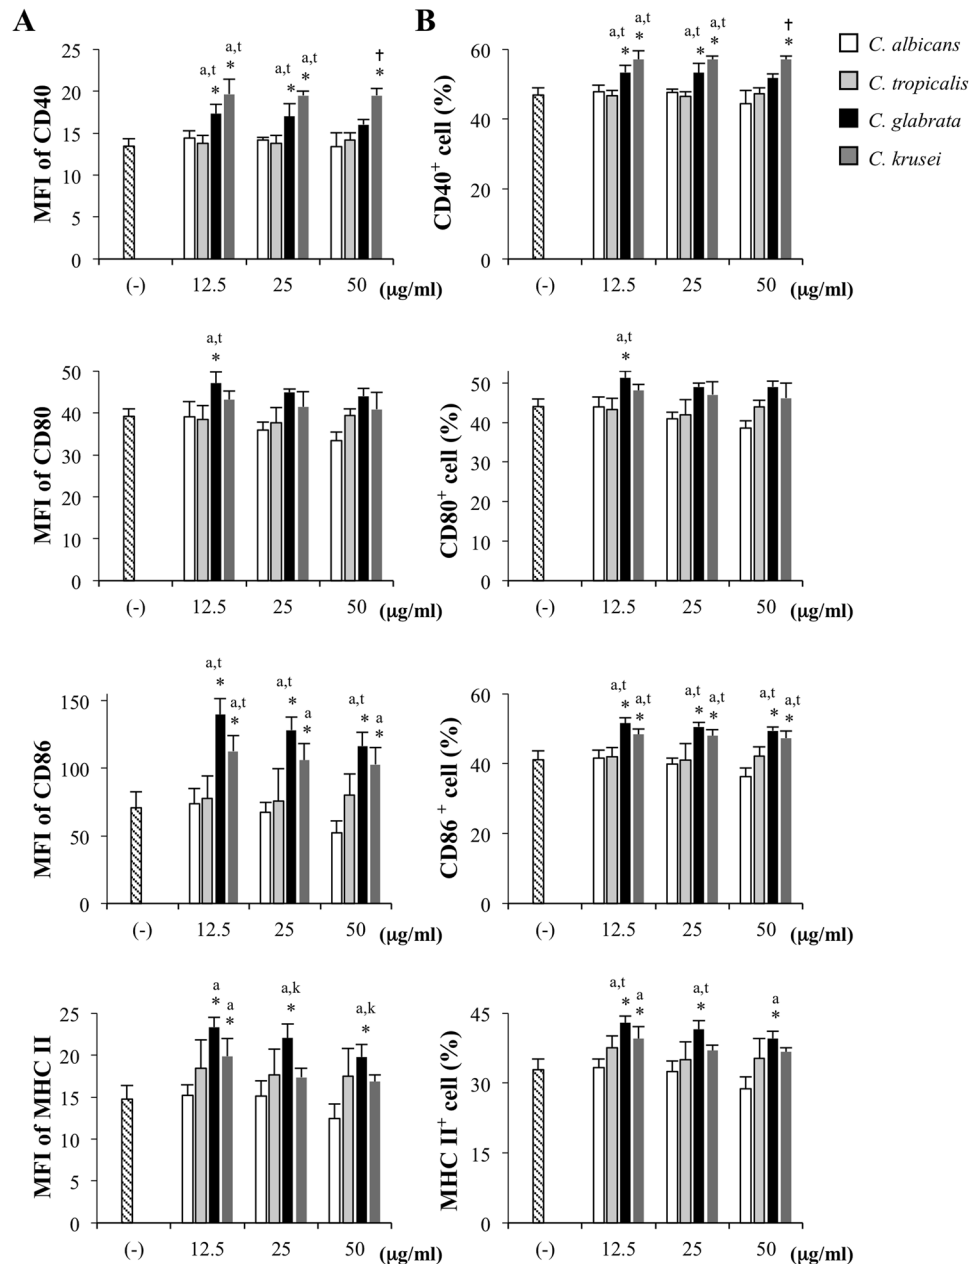 A
B
MFI of CD40
25
20
15
10
5
0
a,t
*
a,t
*
a,t
*
a,t
*
†
*
(-)
12.5
25
50
(μg/ml)
CD40+ cell (%)
60
40
20
0
a,t
*
a,t
*
a,t
*
a,t
*
†
*
(-)
12.5
25
50
(μg/ml)
C. albicans
C. tropicalis
C. glabrata
C. krusei
MFI of CD80
50
40
30
20
10
0
a,t
*
(-)
12.5
25
50
(μg/ml)
CD80+ cell (%)
50
40
30
20
10
0
a,t
*
(-)
12.5
25
50
(μg/ml)
MFI of CD86
150
100
50
0
a,t
*
a,t
*
a,t
*
a
*
a,t
*
a
*
(-)
12.5
25
50
(μg/ml)
CD86 + cell (%)
60
40
20
0
a,t
*
a,t
*
a,t
*
a,t
*
a,t
*
a,t
*
(-)
12.5
25
50
(μg/ml)
MFI of MHC II
25
20
15
10
5
0
a
*
a
*
a,k
*
a,k
*
(-)
12.5
25
50
(μg/ml)
MHC II+ cell (%)
45
30
15
0
a,t
*
a
*
a,t
*
a
*
(-)
12.5
25
50
(μg/ml)